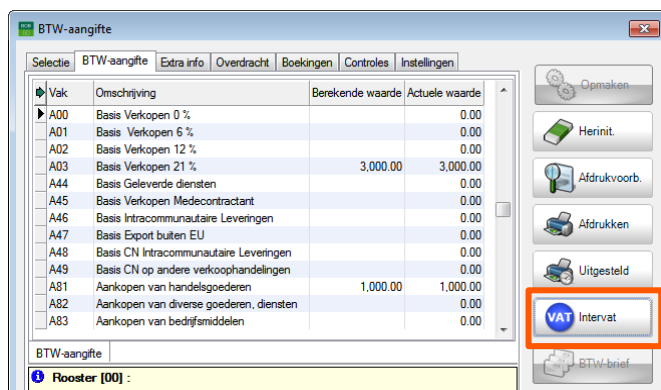 BTW-aangifte
Selectie BTW-aangifte Extra info Overdracht Boekingen Controles Instellingen
Vak Omschrijving Berekende waarde Actuele waarde
A00 Basis Verkopen 0 % 0.00
A01 Basis Verkopen 6 % 0.00
A02 Basis Verkopen 12 % 0.00
A03 Basis Verkopen 21 % 3,000.00 3,000.00
A44 Basis Geleverde diensten 0.00
A45 Basis Verkopen Medecontractant 0.00
A46 Basis Intracommunautaire Leveringen 0.00
A47 Basis Export buiten EU 0.00
A48 Basis CN Intracommunautaire Leveringen 0.00
A49 Basis CN op andere verkoophandelingen 0.00
A81 Aankopen van handelsgoederen 1,000.00 1,000.00
A82 Aankopen van diverse goederen, diensten 0.00
A83 Aankopen van bedrijfsmiddelen 0.00
BTW-aangifte
Rooster [00] :
Opmaken
Herinit.
Afdrukvoorb.
Afdrukken
Uitgesteld
VAT Intervat
BTW-brief